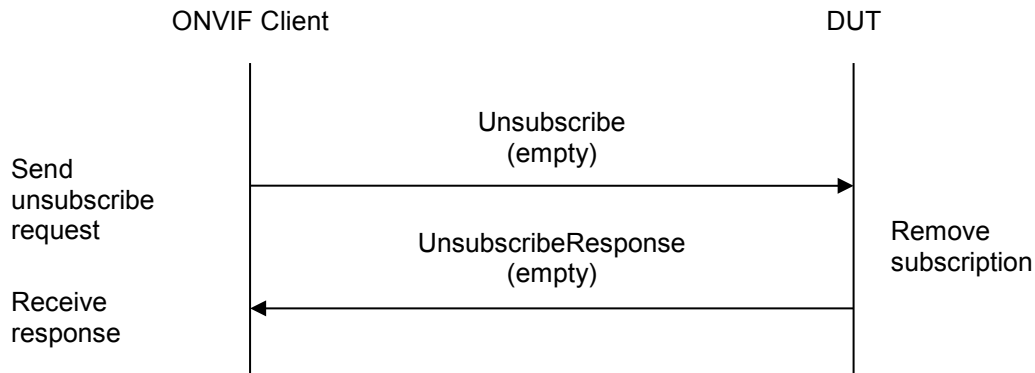 ONVIF Client
DUT
Unsubscribe
(empty)
Send
unsubscribe
request
UnsubscribeResponse
(empty)
Remove
subscription
Receive
response